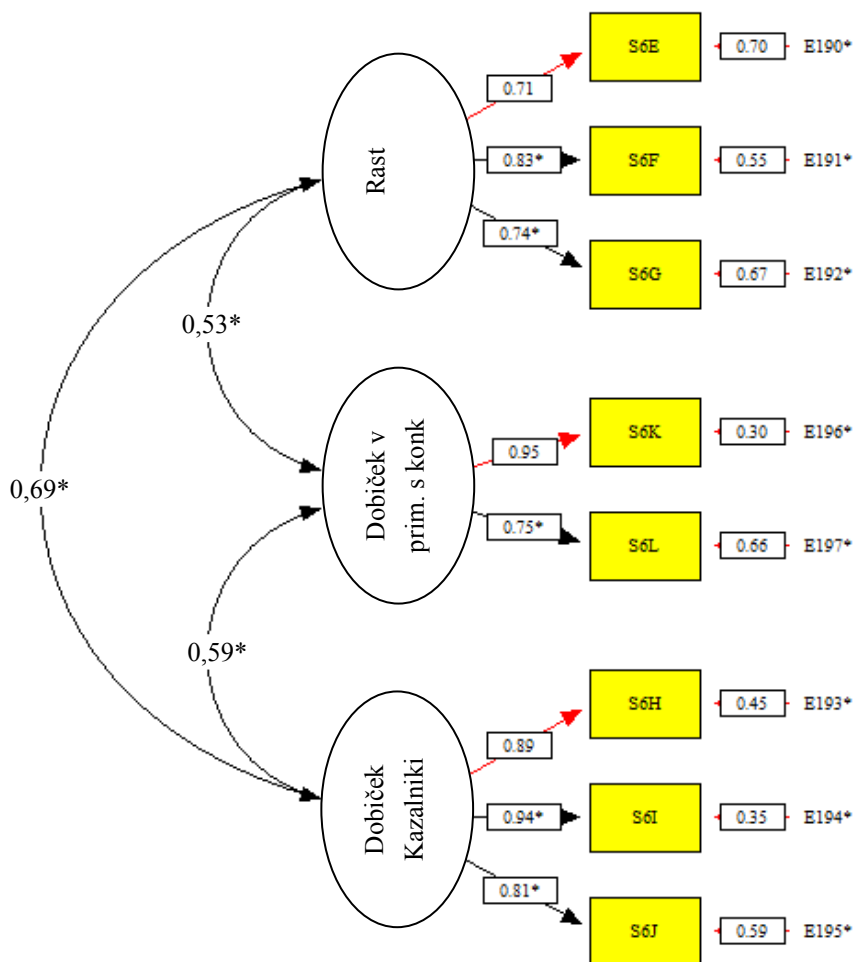 S6E
0.70
E190*
0.71
Rast
0.83*
S6F
0.55
E191*
0.74*
S6G
0.67
E192*
0,53*
Dobiček v
prim. s konk
0.95
S6K
0.30
E196*
0.75*
S6L
0.66
E197*
0,69*
0,59*
Dobiček
Kazalniki
0.89
S6H
0.45
E193*
0.94*
S6I
0.35
E194*
0.81*
S6J
0.59
E195*